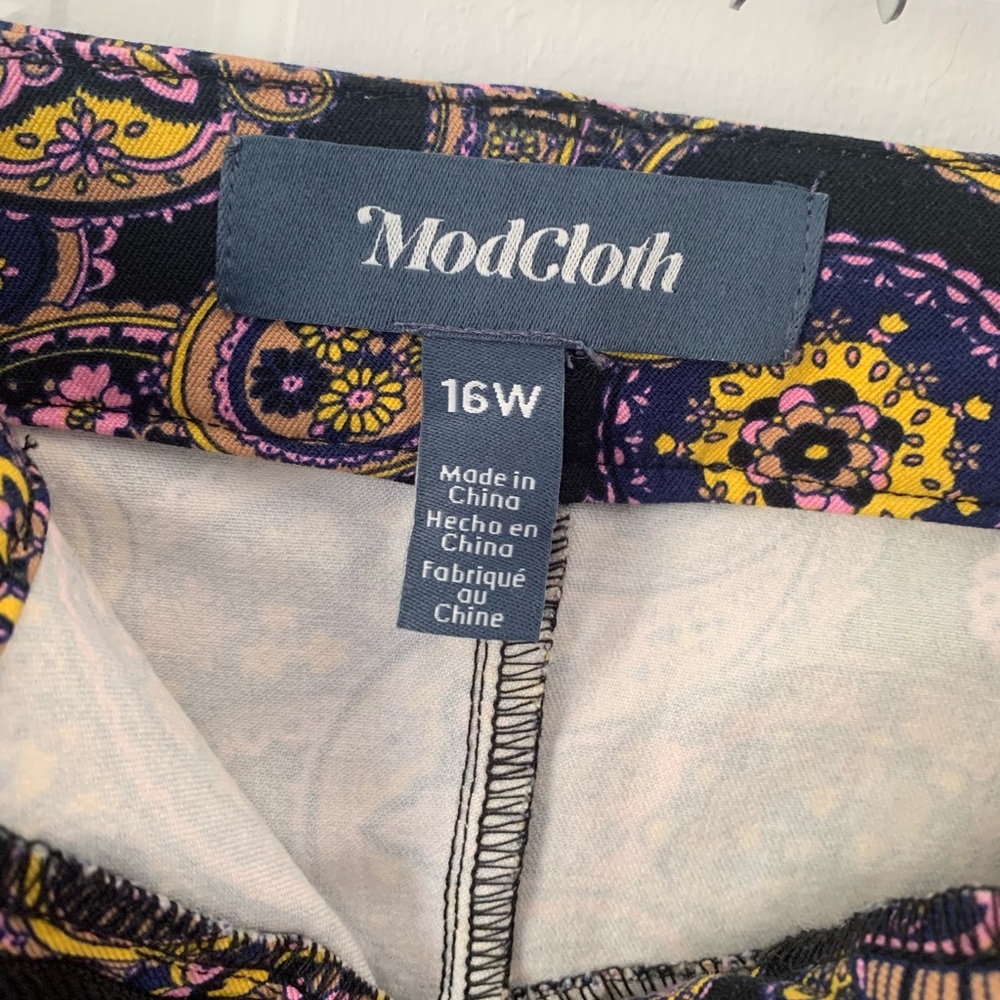 ModCloth
16W
Made in
China
Hecho en
China
Fabriqué
au
Chine